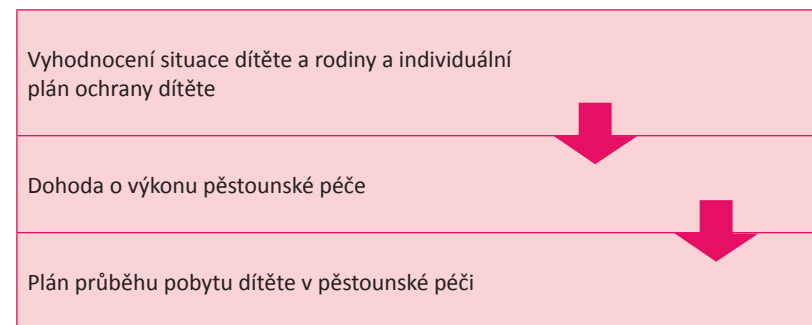 Vyhodnocení situace dítěte a rodiny a individuální
plán ochrany dítěte
Dohoda o výkonu pěstounské péče
Plán průběhu pobytu dítěte v pěstounské péči